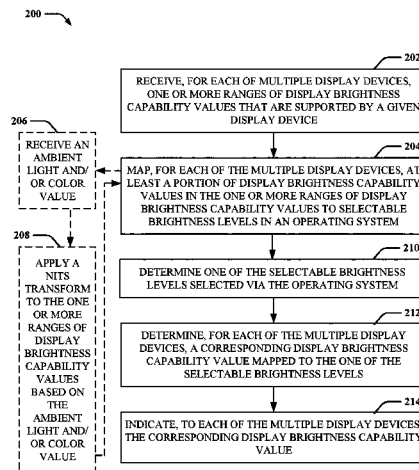 200
202
RECEIVE, FOR EACH OF MULTIPLE DISPLAY DEVICES,
ONE OR MORE RANGES OF DISPLAY BRIGHTNESS
CAPABILITY VALUES THAT ARE SUPPORTED BY A GIVEN
DISPLAY DEVICE
206
RECEIVE AN
AMBIENT
LIGHT AND/
OR COLOR
VALUE
204
MAP, FOR EACH OF THE MULTIPLE DISPLAY DEVICES, AT
LEAST A PORTION OF DISPLAY BRIGHTNESS CAPABILITY
VALUES IN THE ONE OR MORE RANGES OF DISPLAY
BRIGHTNESS CAPABILITY VALUES TO SELECTABLE
BRIGHTNESS LEVELS IN AN OPERATING SYSTEM
208
APPLY A
NITS
TRANSFORM
TO THE ONE
OR MORE
RANGES OF
DISPLAY
BRIGHTNESS
CAPABILITY
VALUES
BASED ON
THE
AMBIENT
LIGHT AND/
OR COLOR
VALUE
210
DETERMINE ONE OF THE SELECTABLE BRIGHTNESS
LEVELS SELECTED VIA THE OPERATING SYSTEM
212
DETERMINE, FOR EACH OF THE MULTIPLE DISPLAY
DEVICES, A CORRESPONDING DISPLAY BRIGHTNESS
CAPABILITY VALUE MAPPED TO THE ONE OF THE
SELECTABLE BRIGHTNESS LEVELS
214
INDICATE, TO EACH OF THE MULTIPLE DISPLAY DEVICES,
THE CORRESPONDING DISPLAY BRIGHTNESS CAPABILITY
VALUE